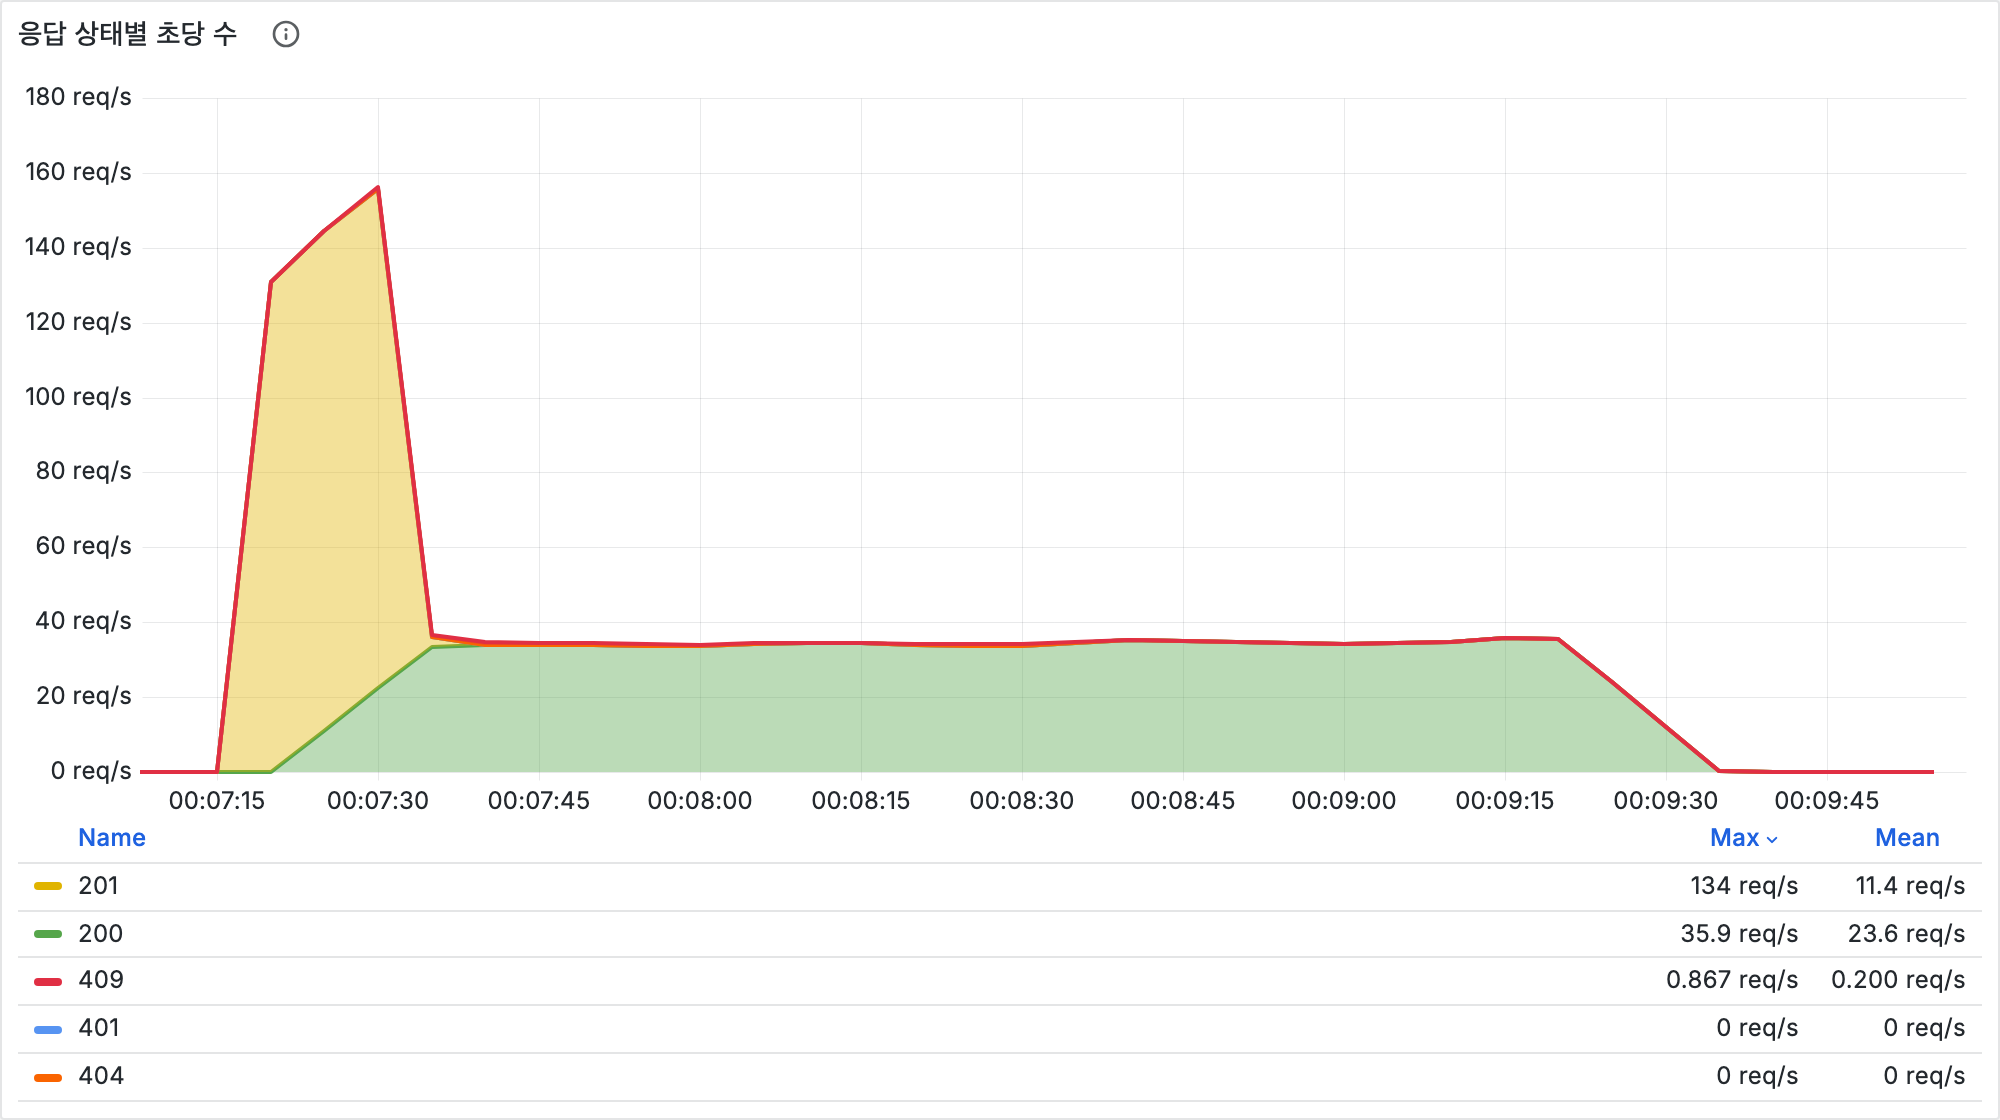 응답 상태별 초당 수
180 req/s
160 req/s
140 req/s
120 req/s
100 req/s
80 req/s
60 req/s
40 req/s
20 req/s
0 req/s
00:07:15 00:07:30 00:07:45 00:08:00 00:08:15 00:08:30 00:08:45 00:09:00 00:09:15 00:09:30 00:09:45
Name Max Mean
201 134 req/s 11.4 req/s
200 35.9 req/s 23.6 req/s
409 0.867 req/s 0.200 req/s
401 0 req/s 0 req/s
404 0 req/s 0 req/s